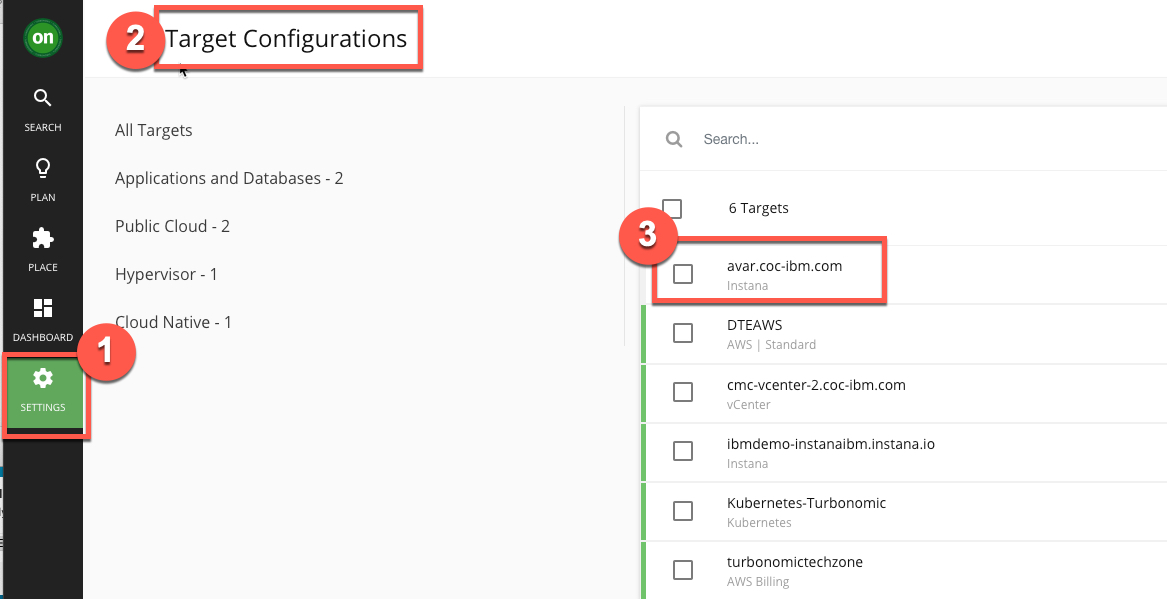 on
SEARCH
PLAN
PLACE
DASHBOARD
SETTINGS
1
2
Target Configurations
All Targets
Applications and Databases - 2
Public Cloud - 2
Hypervisor - 1
Cloud Native - 1
Search...
6 Targets
3
avar.coc-ibm.com
Instana
DTEAWS
AWS | Standard
cmc-vcenter-2.coc-ibm.com
vCenter
ibmdemo-instanaibm.instana.io
Instana
Kubernetes-Turbonomic
Kubernetes
turbonomictechzone
AWS Billing